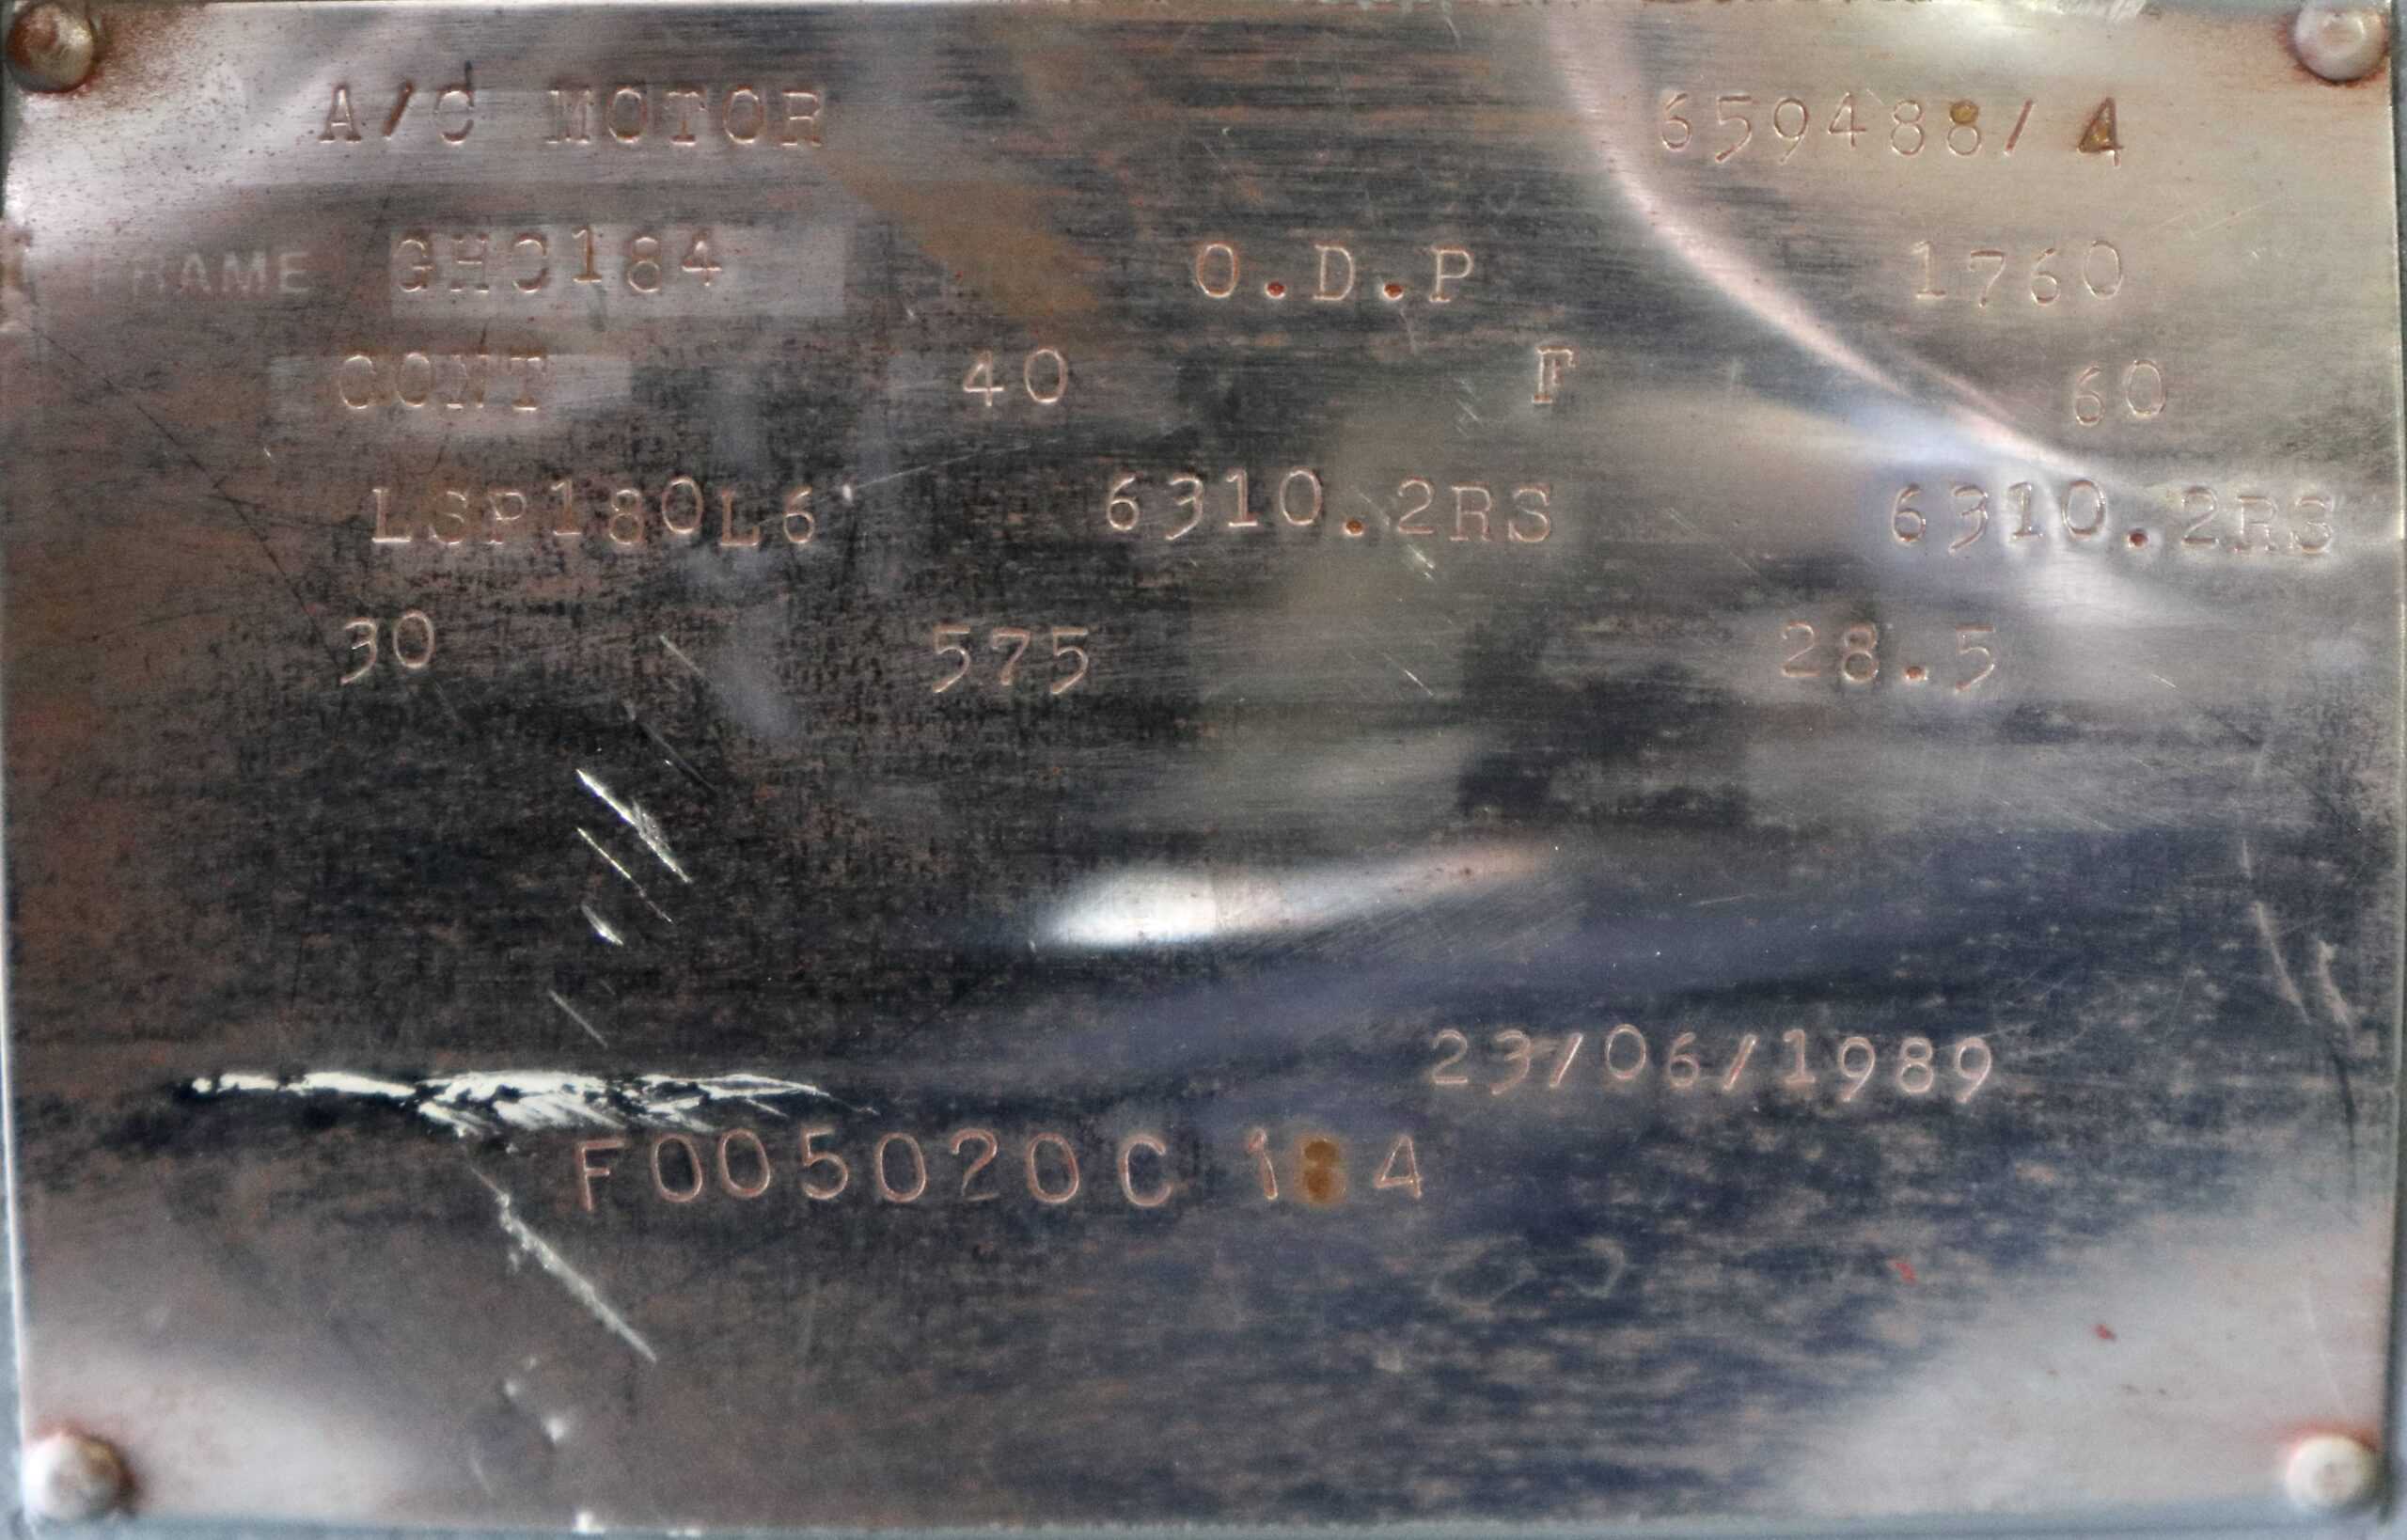 A/C MOTOR 659488/ 4
FRAME GHC184 O.D.P 1760
CONT 40 F 60
LSP180L6 6310.2RS 6310.2RS
30 575 28.5
23/06/1989
F005020C 184